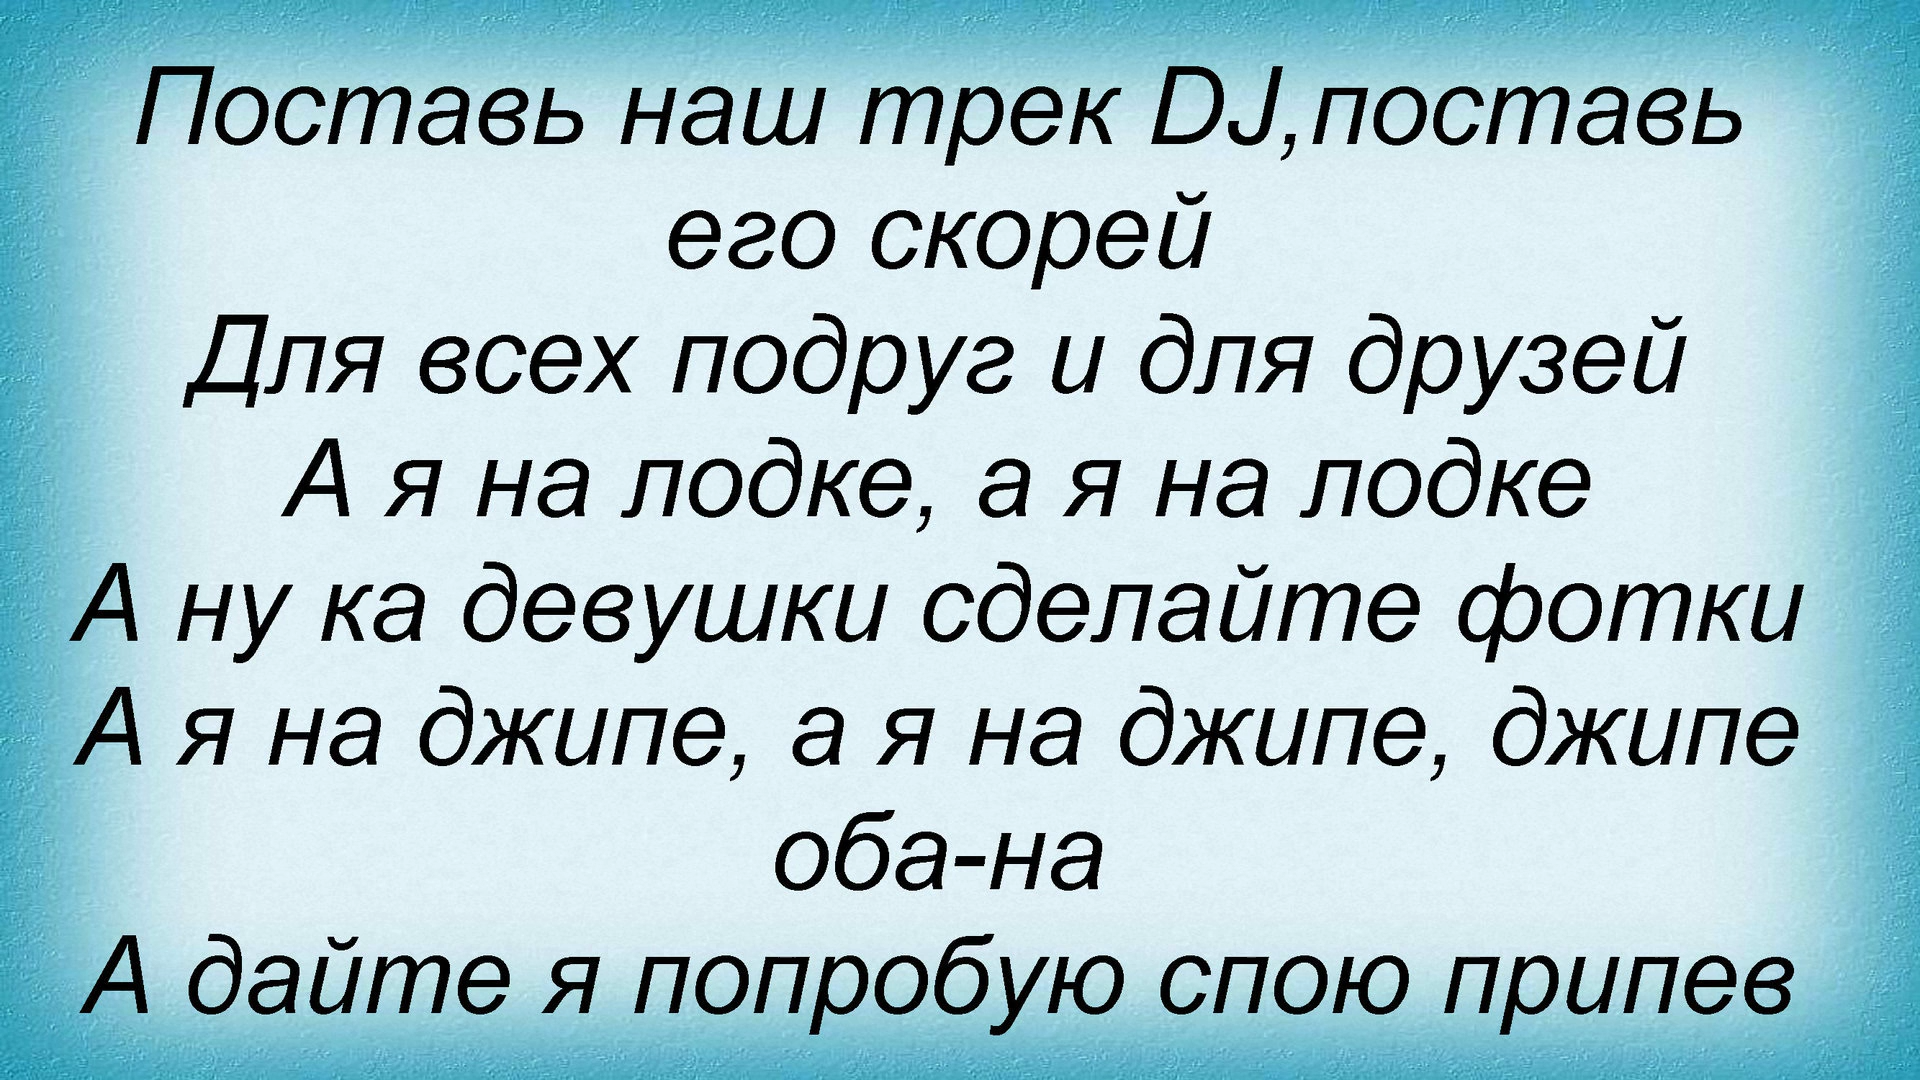 Поставь наш трек DJ,поставь
его скорей
Для всех подруг и для друзей
А я на лодке, а я на лодке
А ну ка девушки сделайте фотки
А я на джипе, а я на джипе, джипе
оба-на
А дайте я попробую спою припев